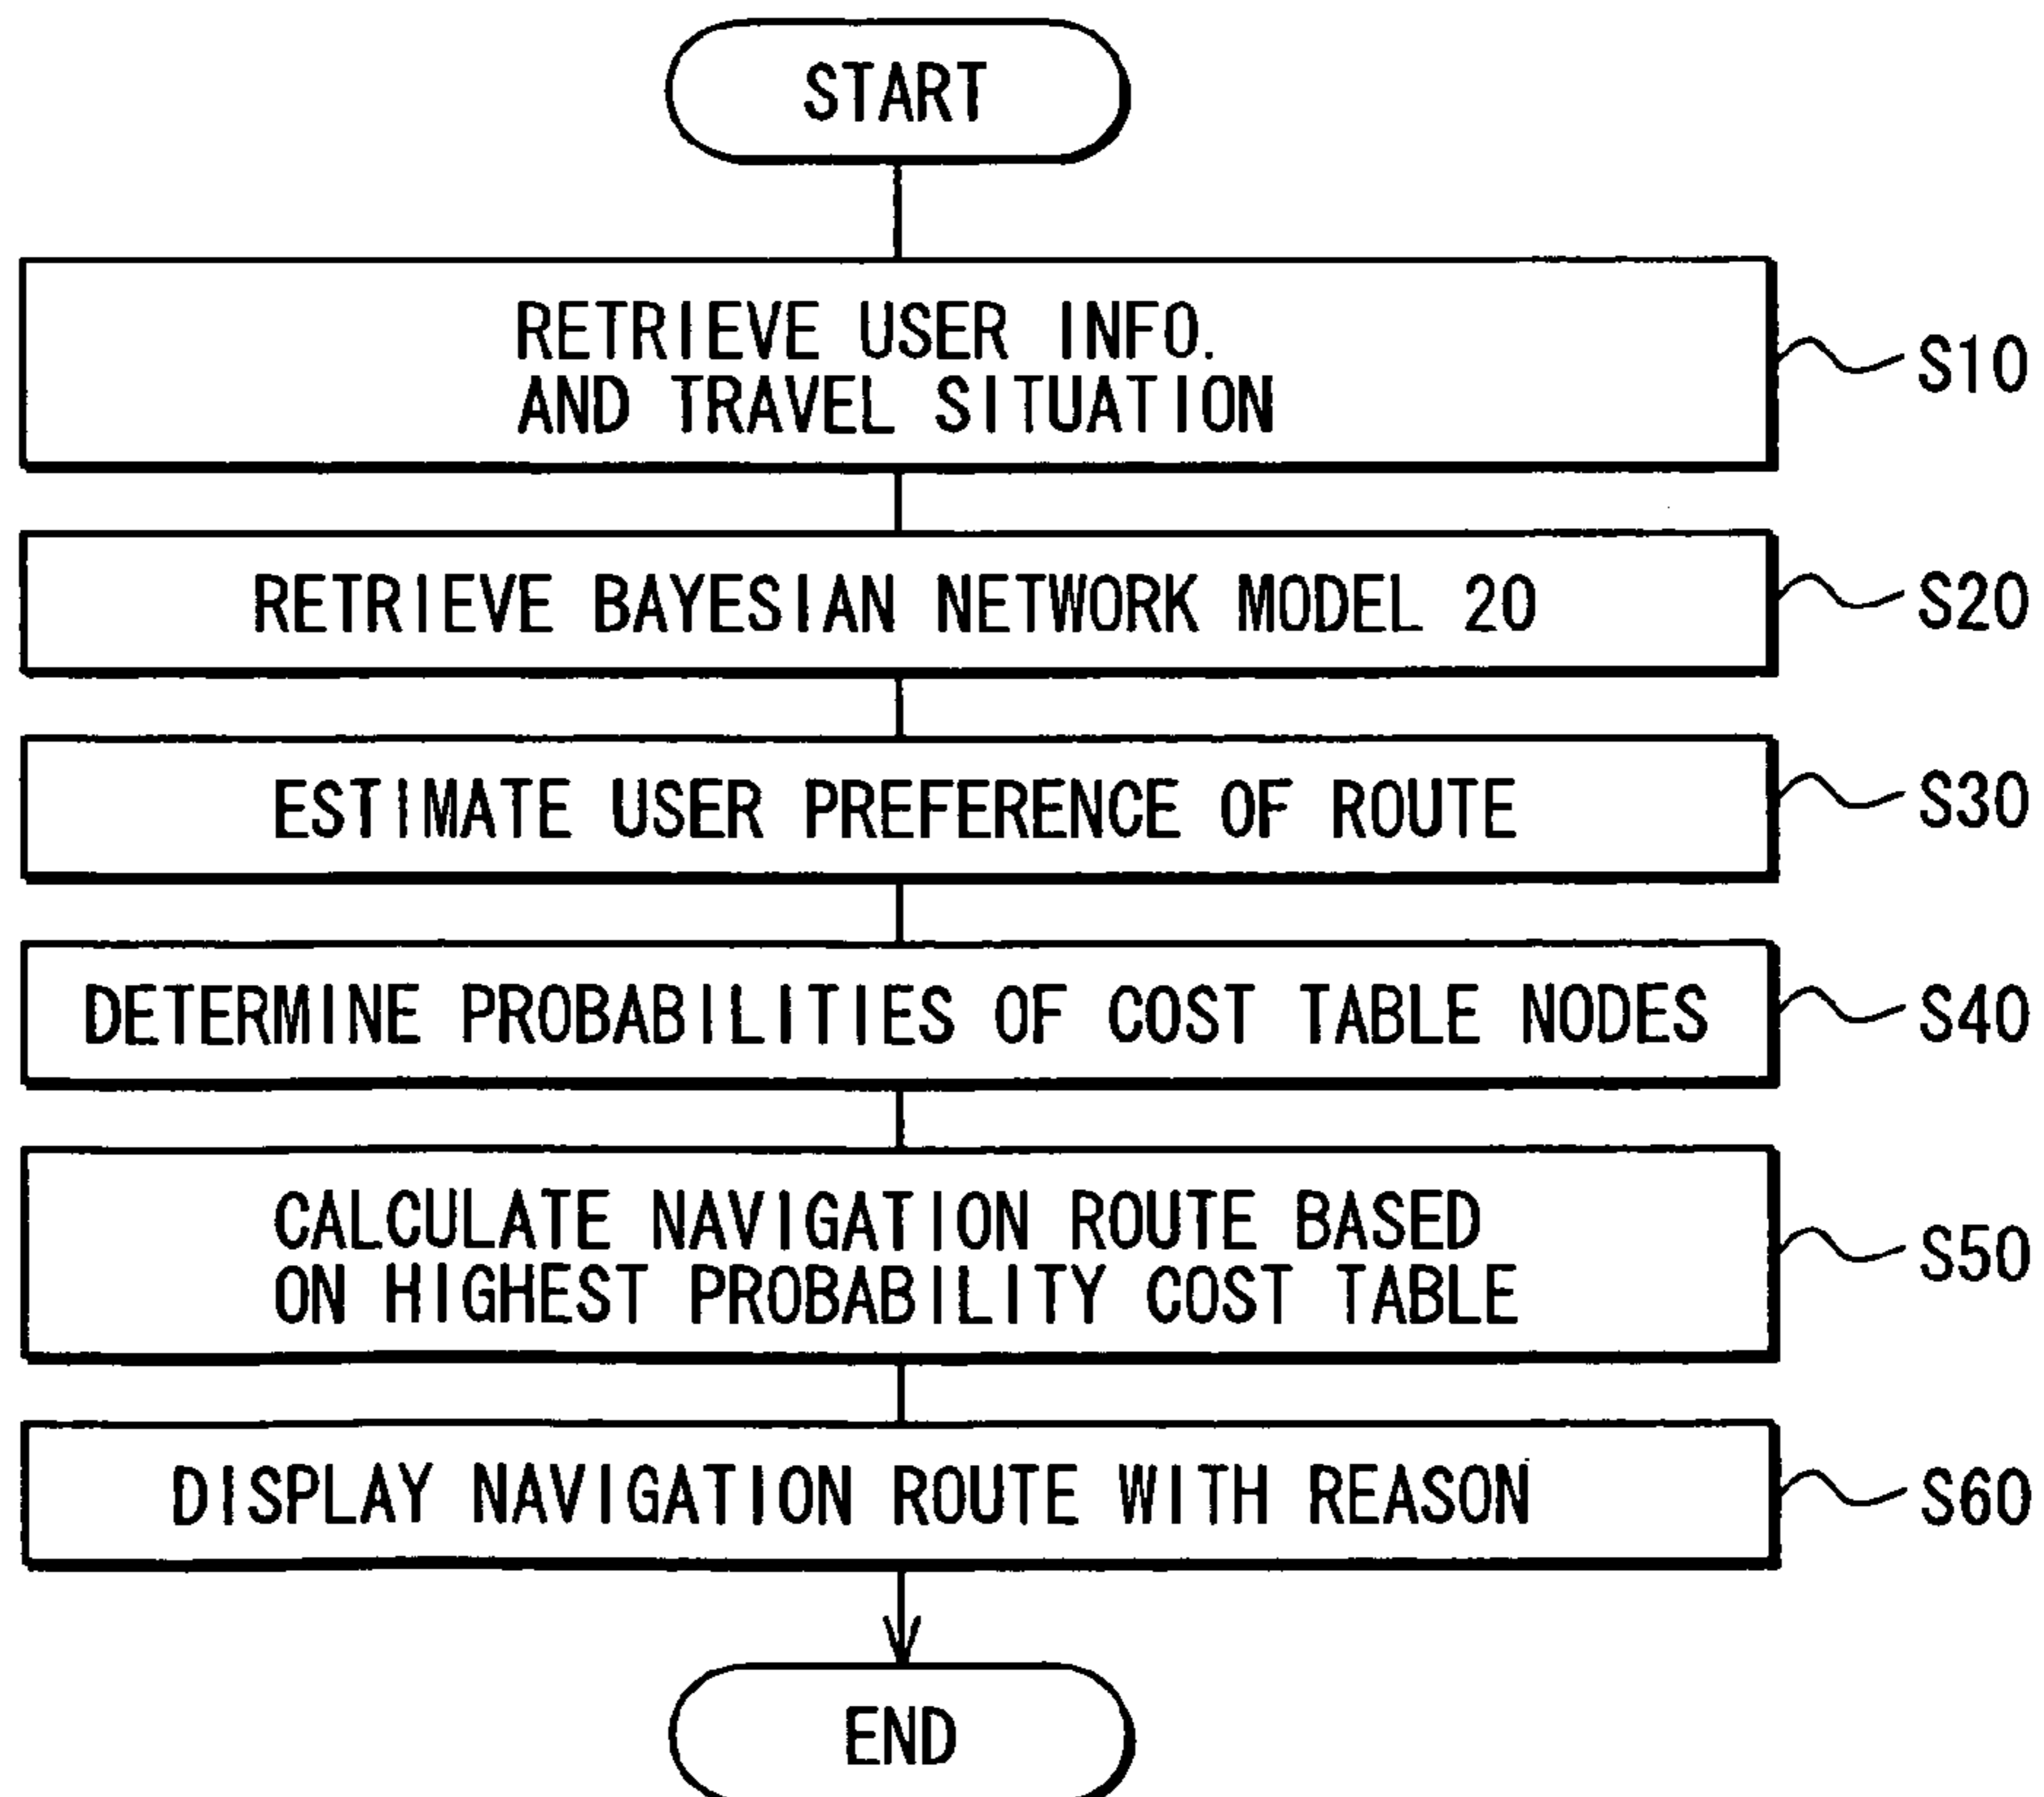 START
RETRIEVE USER INFO.
AND TRAVEL SITUATION
S10
RETRIEVE BAYESIAN NETWORK MODEL 20
S20
ESTIMATE USER PREFERENCE OF ROUTE
S30
DETERMINE PROBABILITIES OF COST TABLE NODES
S40
CALCULATE NAVIGATION ROUTE BASED
ON HIGHEST PROBABILITY COST TABLE
S50
DISPLAY NAVIGATION ROUTE WITH REASON
S60
END